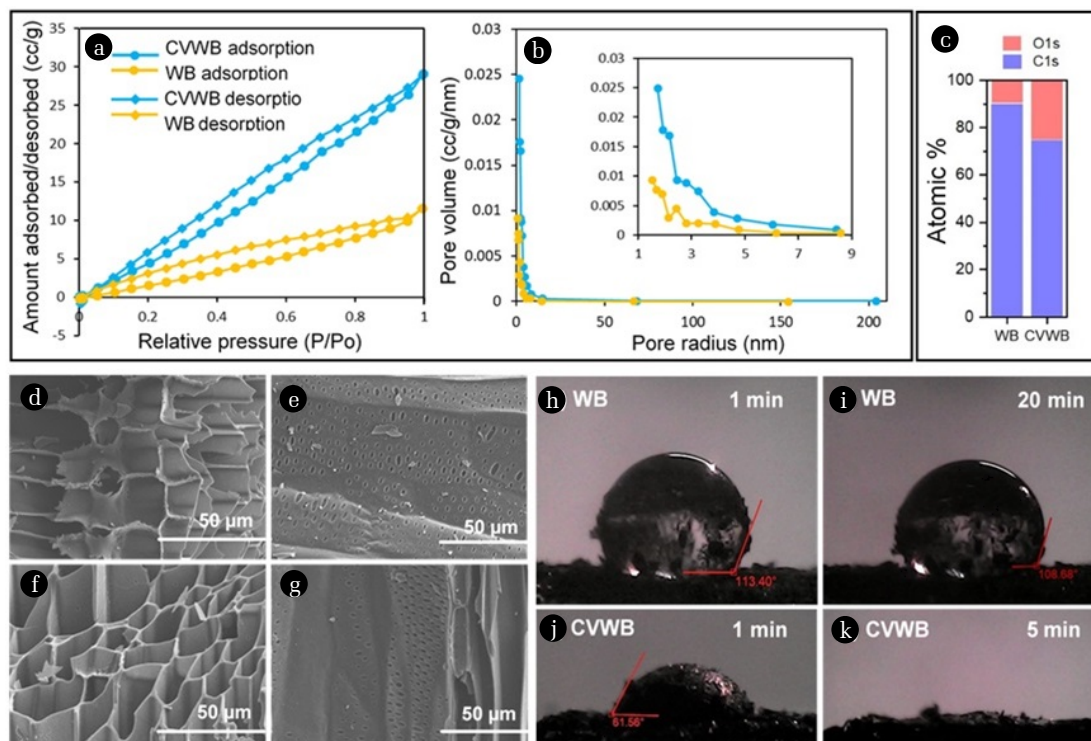 a
Amount adsorbed/desorbed (cc/g)
35
30
25
20
15
10
5
0
-5
CVWB adsorption
WB adsorption
CVWB desorptio
WB desorption
0
0.2
0.4
0.6
0.8
1
Relative pressure (P/Po)
b
Pore volume (cc/g/nm)
0.03
0.025
0.02
0.015
0.01
0.005
0
0
50
100
150
200
Pore radius (nm)
0.03
0.025
0.02
0.015
0.01
0.005
0
1
3
5
7
9
c
O1s
C1s
Atomic %
100
80
60
40
20
0
WB CVWB
d
50 µm
e
50 µm
f
50 µm
g
50 µm
h WB 1 min
113.40°
i WB 20 min
108.68°
j CVWB 1 min
61.56°
k CVWB 5 min